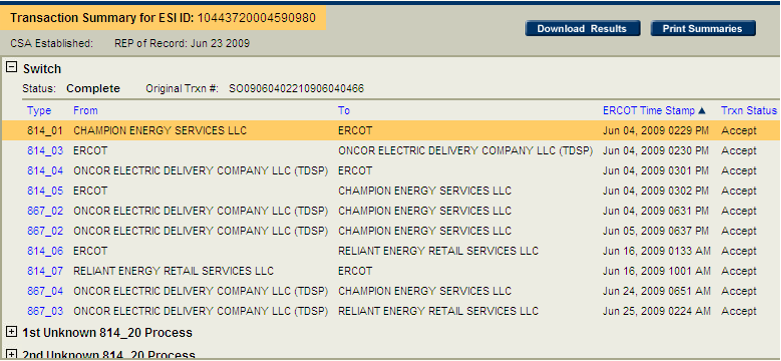 Transaction Summary for ESI ID: 10443720004590980
Download Results Print Summaries
CSA Established: REP of Record: Jun 23 2009
Switch
Status: Complete Original Trxn #: SO09060402210906040466
Type From To ERCOT Time Stamp ▲ Trxn Status
814_01 CHAMPION ENERGY SERVICES LLC ERCOT Jun 04, 2009 0229 PM Accept
814_03 ERCOT ONCOR ELECTRIC DELIVERY COMPANY LLC (TDSP) Jun 04, 2009 0230 PM Accept
814_04 ONCOR ELECTRIC DELIVERY COMPANY LLC (TDSP) ERCOT Jun 04, 2009 0301 PM Accept
814_05 ERCOT CHAMPION ENERGY SERVICES LLC Jun 04, 2009 0302 PM Accept
867_02 ONCOR ELECTRIC DELIVERY COMPANY LLC (TDSP) CHAMPION ENERGY SERVICES LLC Jun 04, 2009 0631 PM Accept
867_02 ONCOR ELECTRIC DELIVERY COMPANY LLC (TDSP) CHAMPION ENERGY SERVICES LLC Jun 05, 2009 0637 PM Accept
814_06 ERCOT RELIANT ENERGY RETAIL SERVICES LLC Jun 16, 2009 0133 AM Accept
814_07 RELIANT ENERGY RETAIL SERVICES LLC ERCOT Jun 16, 2009 1001 AM Accept
867_04 ONCOR ELECTRIC DELIVERY COMPANY LLC (TDSP) CHAMPION ENERGY SERVICES LLC Jun 24, 2009 0651 AM Accept
867_03 ONCOR ELECTRIC DELIVERY COMPANY LLC (TDSP) RELIANT ENERGY RETAIL SERVICES LLC Jun 25, 2009 0224 AM Accept
1st Unknown 814_20 Process
2nd Unknown 814_20 Process